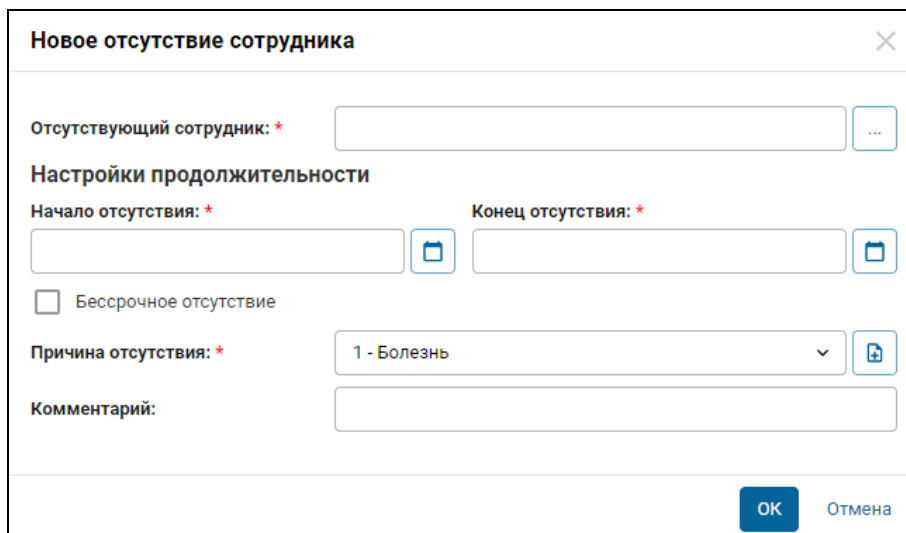 Новое отсутствие сотрудника
Отсутствующий сотрудник: * ...
Настройки продолжительности
Начало отсутствия: * Конец отсутствия: *
Бессрочное отсутствие
Причина отсутствия: * 1 - Болезнь
Комментарий:
ОК Отмена